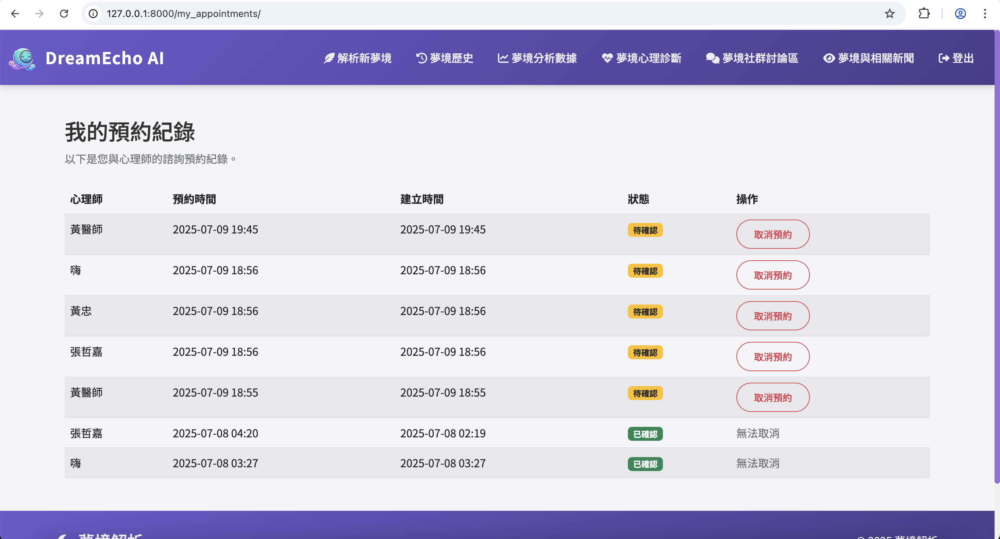 127.0.0.1:8000/my_appointments/
DreamEcho AI 解析新夢境 夢境歷史 夢境分析數據 夢境心理診斷 夢境社群討論區 夢境與相關新聞 登出
我的預約紀錄
以下是您與心理師的諮詢預約紀錄。
心理師 預約時間 建立時間 狀態 操作
黃醫師 2025-07-09 19:45 2025-07-09 19:45 待確認 取消預約
嗨 2025-07-09 18:56 2025-07-09 18:56 待確認 取消預約
黃忠 2025-07-09 18:56 2025-07-09 18:56 待確認 取消預約
張哲嘉 2025-07-09 18:56 2025-07-09 18:56 待確認 取消預約
黃醫師 2025-07-09 18:55 2025-07-09 18:55 待確認 取消預約
張哲嘉 2025-07-08 04:20 2025-07-08 02:19 已確認 無法取消
嗨 2025-07-08 03:27 2025-07-08 03:27 已確認 無法取消
夢境解析 © 2025 夢境解析